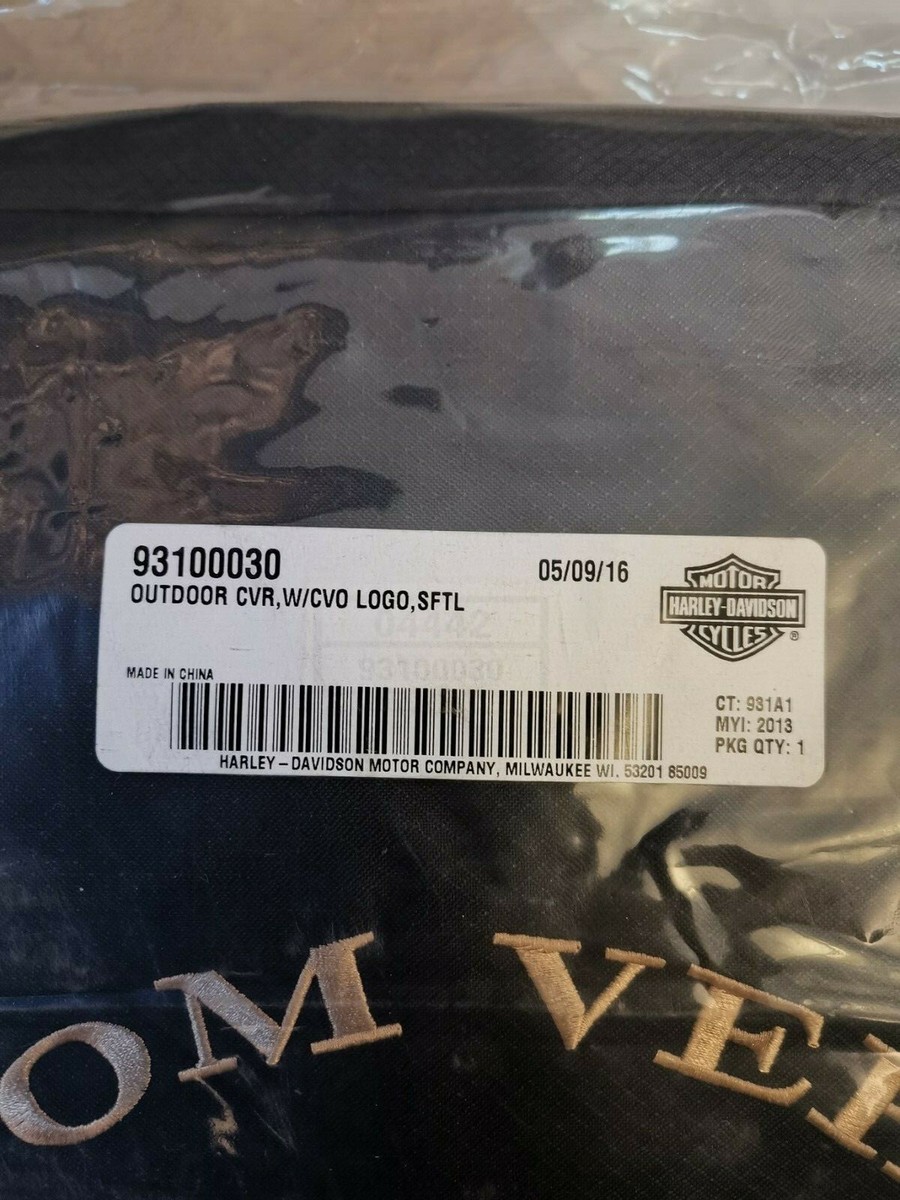 93100030
05/09/16
OUTDOOR CVR,W/CVO LOGO,SFTL
MOTOR
HARLEY-DAVIDSON
CYCLES
®
04442
93100030
MADE IN CHINA
CT: 931A1
MYI: 2013
PKG QTY: 1
HARLEY – DAVIDSON MOTOR COMPANY, MILWAUKEE WI. 53201 85009
OM VE